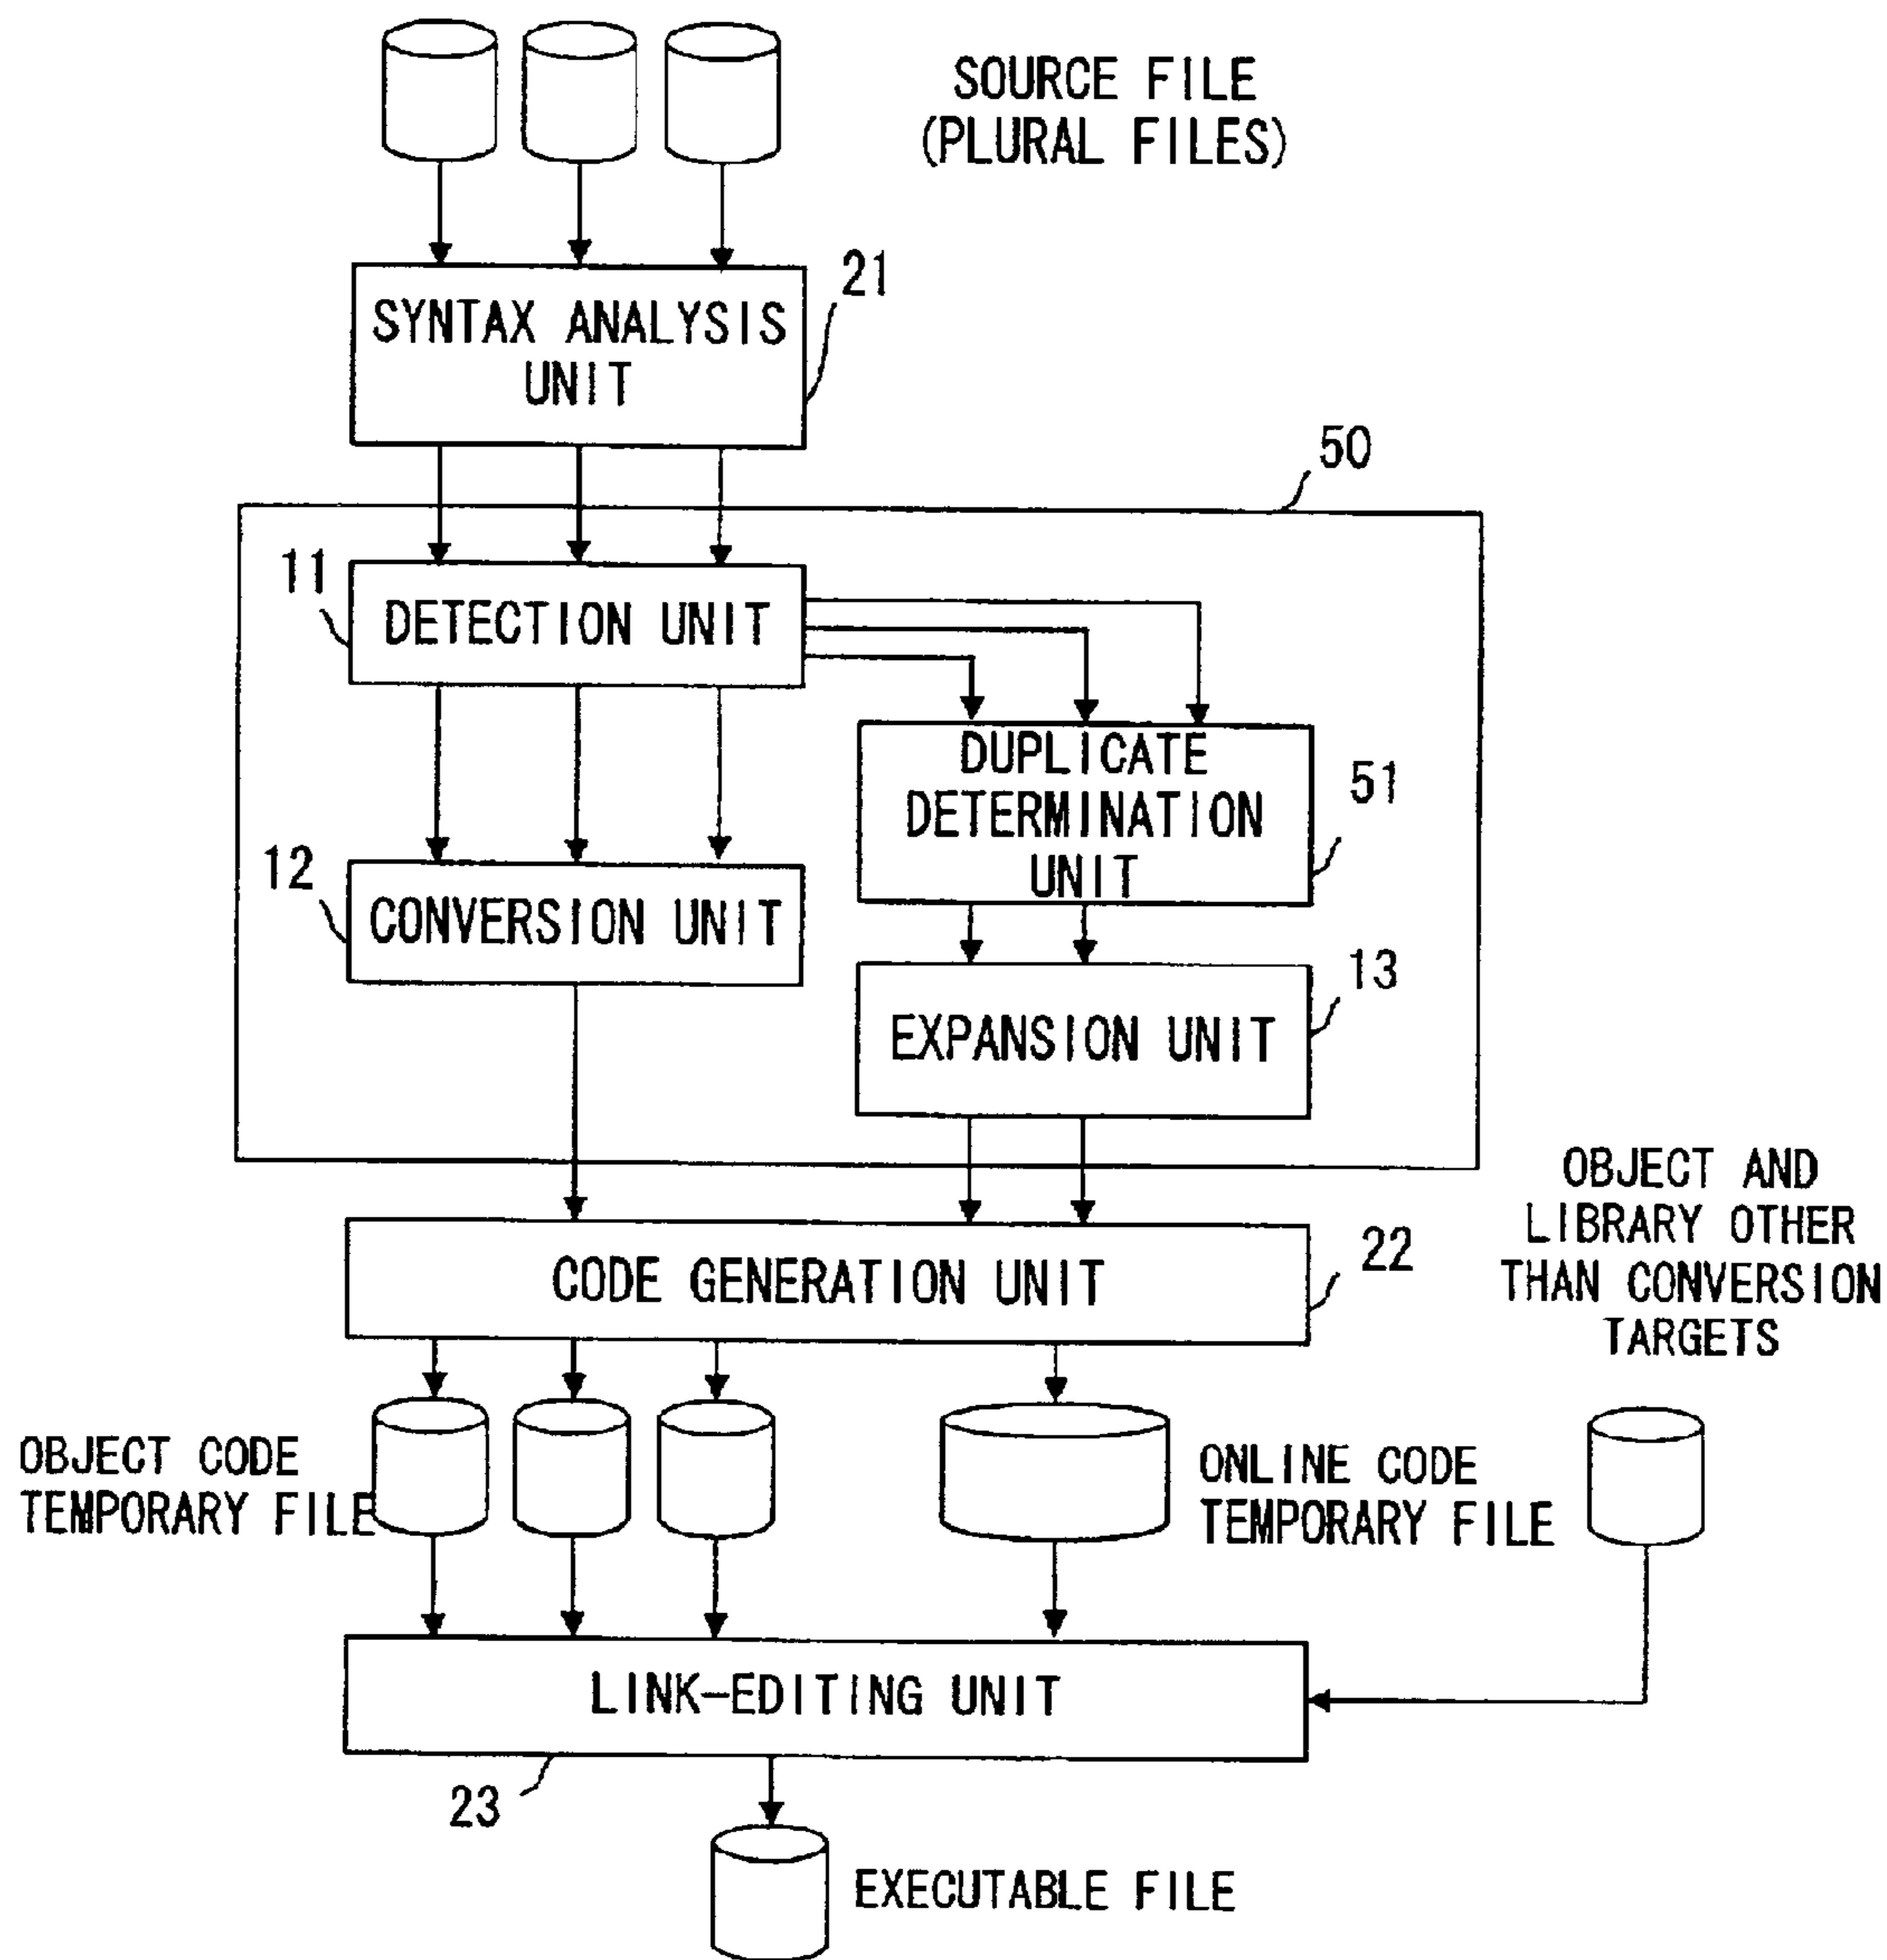 SOURCE FILE
(PLURAL FILES)
21
SYNTAX ANALYSIS
UNIT
50
11
DETECTION UNIT
DUPLICATE
DETERMINATION
UNIT
51
12
CONVERSION UNIT
13
EXPANSION UNIT
OBJECT AND
LIBRARY OTHER
THAN CONVERSION
TARGETS
CODE GENERATION UNIT
22
OBJECT CODE
TEMPORARY FILE
ONLINE CODE
TEMPORARY FILE
LINK-EDITING UNIT
23
EXECUTABLE FILE